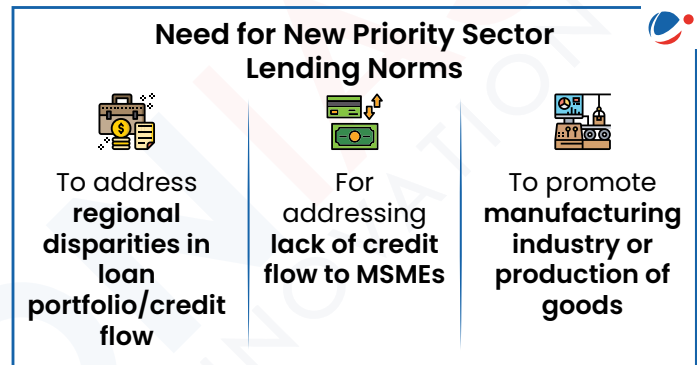 Need for New Priority Sector
Lending Norms
To address
regional
disparities in
loan
portfolio/credit
flow
For
addressing
lack of credit
flow to MSMEs
To promote
manufacturing
industry or
production of
goods